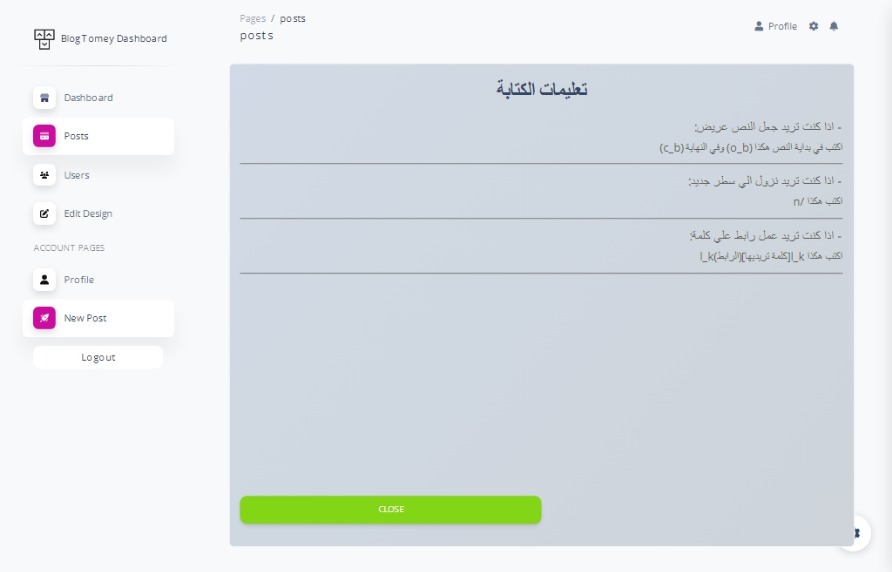 BlogTomey Dashboard
Dashboard
Posts
Users
Edit Design
ACCOUNT PAGES
Profile
New Post
Logout
Pages / posts
posts
Profile
تعليمات الكتابة
- اذا كنت تريد جعل النص عريض:
اكتب في بداية النص هكذا (o_b) وفي النهاية (c_b)
- اذا كنت تريد نزول الي سطر جديد:
اكتب هكذا /n
- اذا كنت تريد عمل رابط علي كلمة:
اكتب هكذا l_k[كلمة تريديها](الرابط)l_k
CLOSE